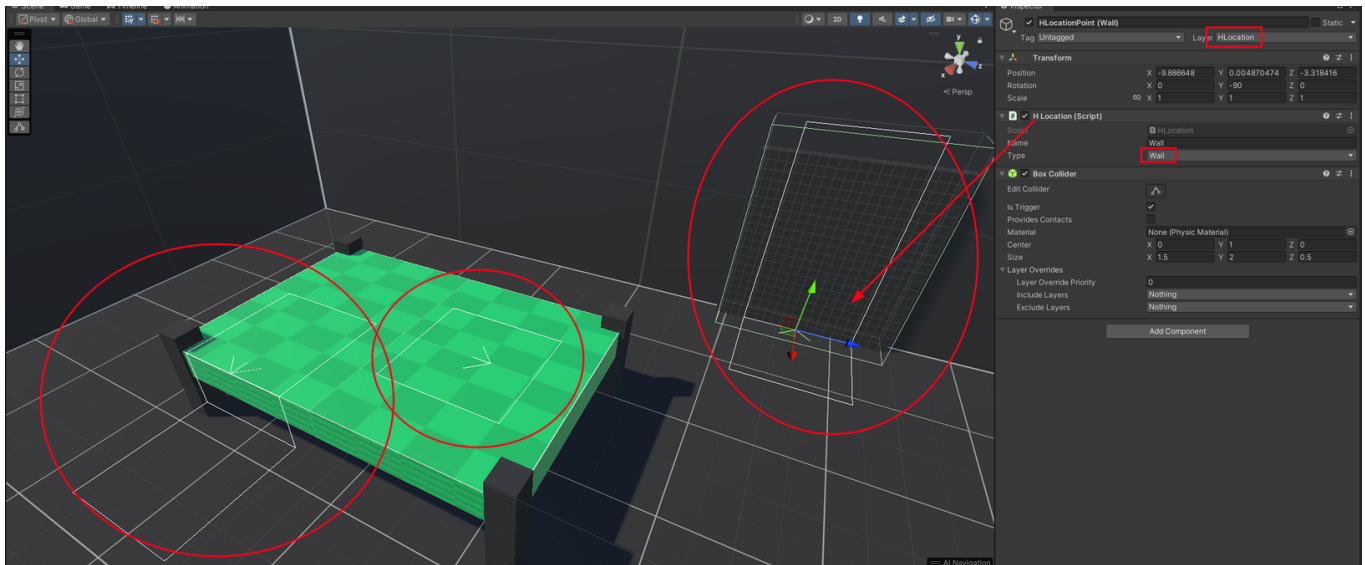 Scene Game Timeline Animation
Inspector
Pivot Global
2D
HLocationPoint (Wall) Static
Tag Untagged Layer HLocation
Transform
Position X -9.886648 Y 0.004870474 Z -3.318416
Rotation X 0 Y -90 Z 0
Scale X 1 Y 1 Z 1
y
x z
Persp
H Location (Script)
Script HLocation
Name Wall
Type Wall
Box Collider
Edit Collider
Is Trigger
Provides Contacts
Material None (Physic Material)
Center X 0 Y 1 Z 0
Size X 1.5 Y 2 Z 0.5
Layer Overrides
Layer Override Priority 0
Include Layers Nothing
Exclude Layers Nothing
Add Component
AI Navigation